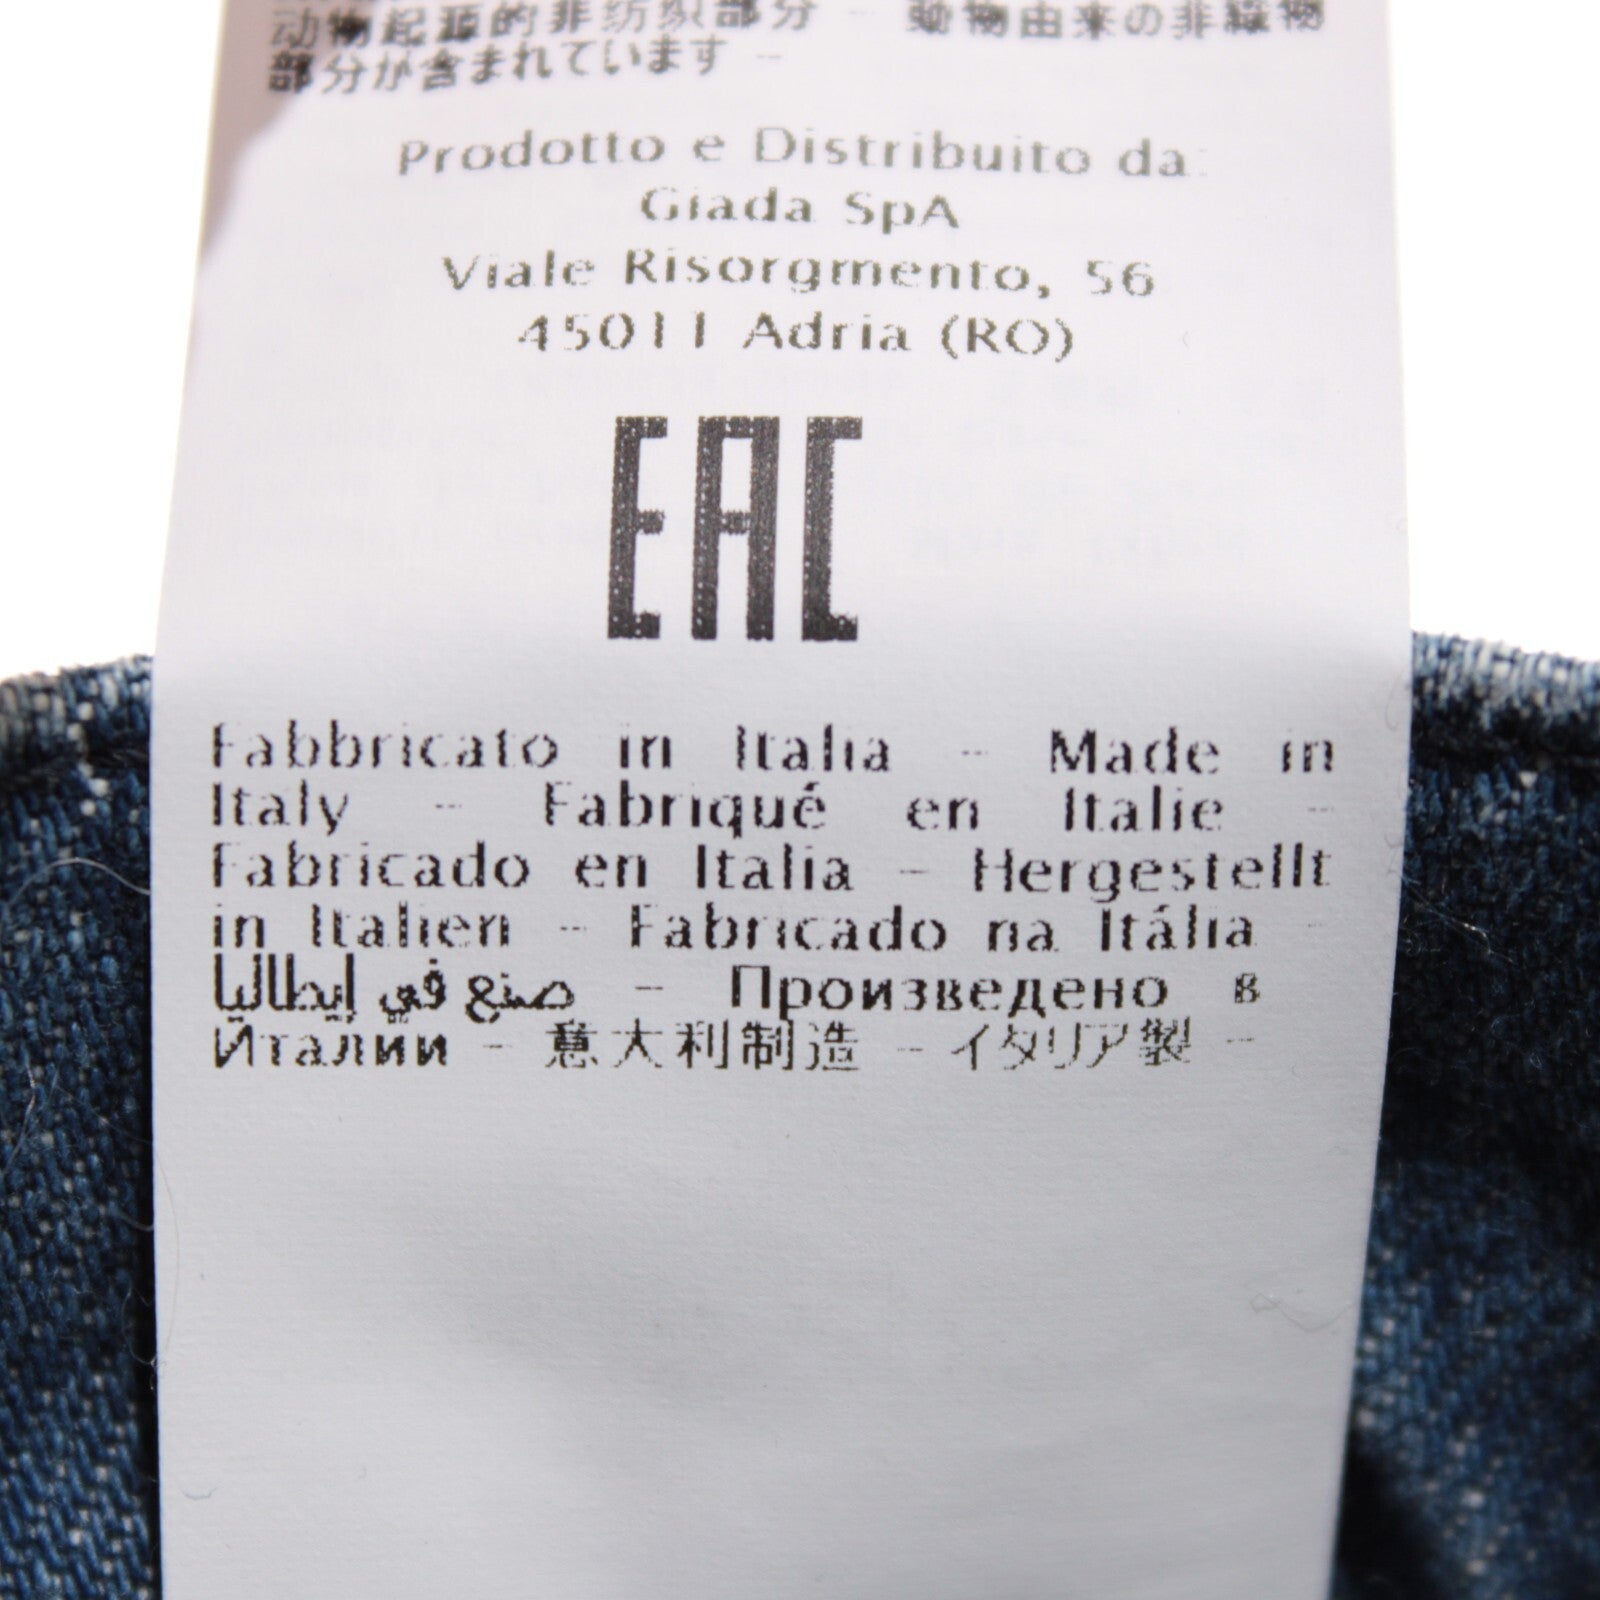 动物起源的非纺织部分 - 動物由来の非織物
部分が含まれています -
Prodotto e Distribuito da:
Giada SpA
Viale Risorgmento, 56
45011 Adria (RO)
EAC
Fabbricato in Italia - Made in
Italy - Fabriqué en Italie -
Fabricado en Italia - Hergestellt
in Italien - Fabricado na Itália -
صنع في إيطاليا - Произведено в
Италии - 意大利制造 - イタリア製 -